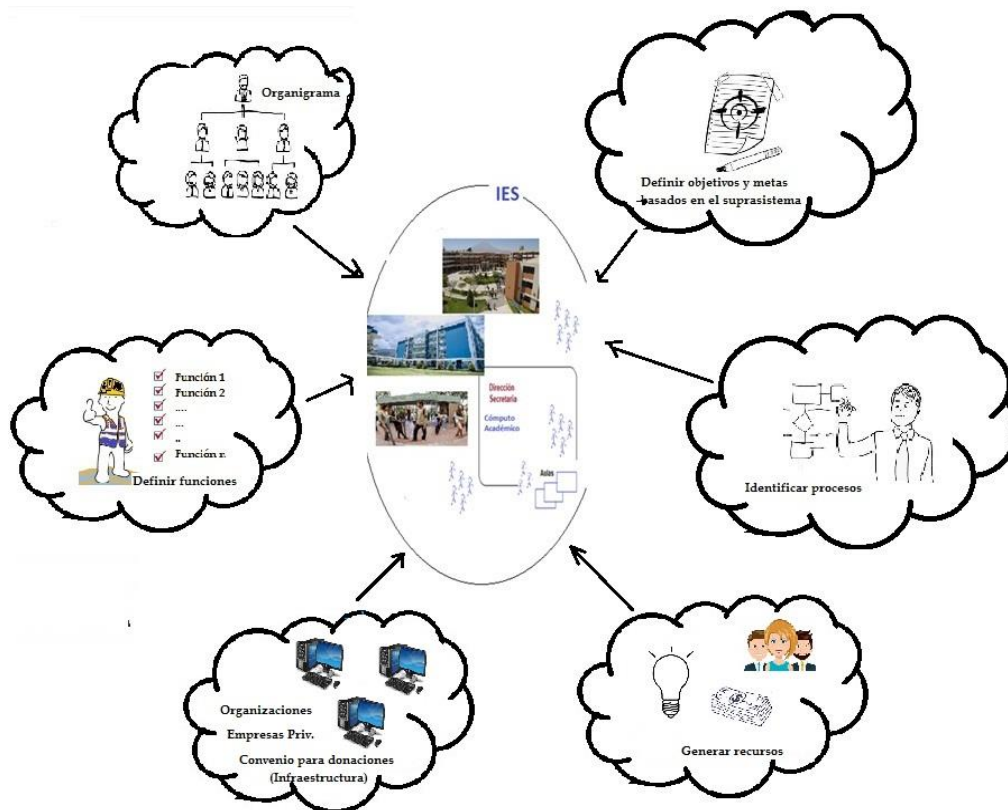 Organigrama
Definir objetivos y metas
basados en el suprasistema
IES
Función 1
Función 2
....
...
..
Función n
Definir funciones
Dirección
Secretaria
Cómputo
Académico
Aulas
Identificar procesos
Organizaciones
Empresas Priv.
Convenio para donaciones
(Infraestructura)
Generar recursos